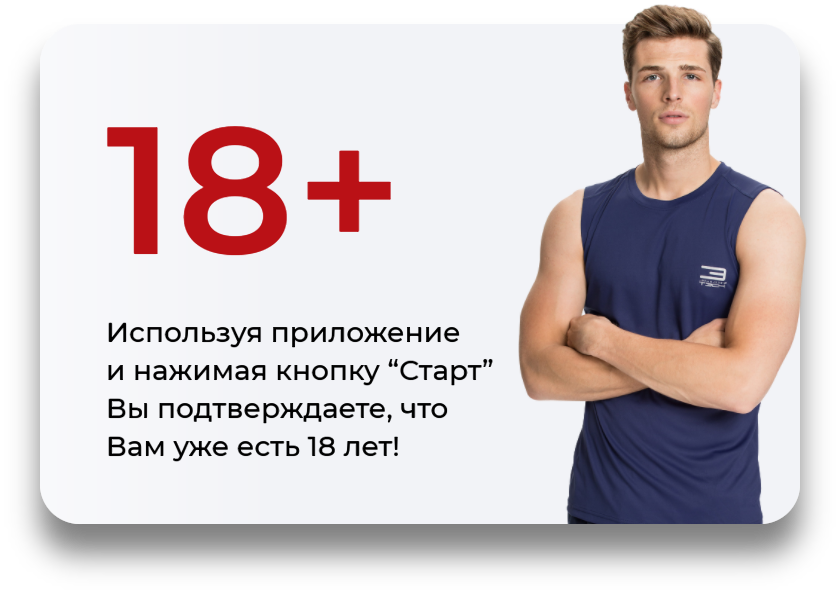 18+
Используя приложение
и нажимая кнопку “Старт”
Вы подтверждаете, что
Вам уже есть 18 лет!